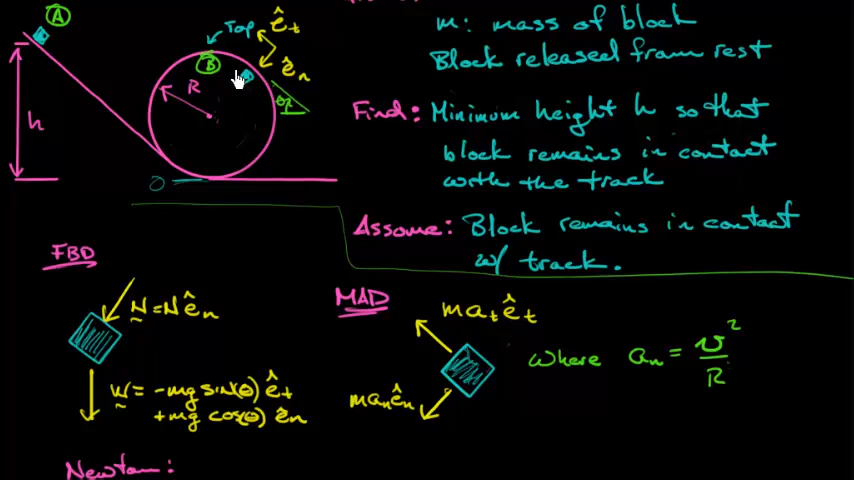 A
Top
ê_t
B
ê_n
R
θ
h
O
m: mass of block
Block released from rest
Find: Minimum height h so that
block remains in contact
with the track
Assume: Block remains in contact
w/ track.
FBD
N = N ê_n
W = -mg sin(θ) ê_t
+mg cos(θ) ê_n
MAD
ma_t ê_t
ma_n ê_n
where a_n = v²/R
Newton: